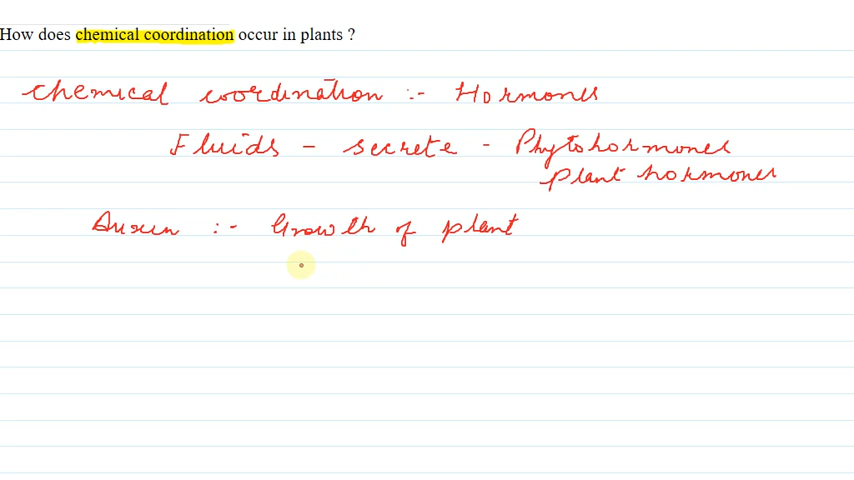 How does chemical coordination occur in plants ?
Chemical coordination :- Hormones
Fluids - secrete - Phytohormones
Plant hormones
Auxin :- Growth of plant